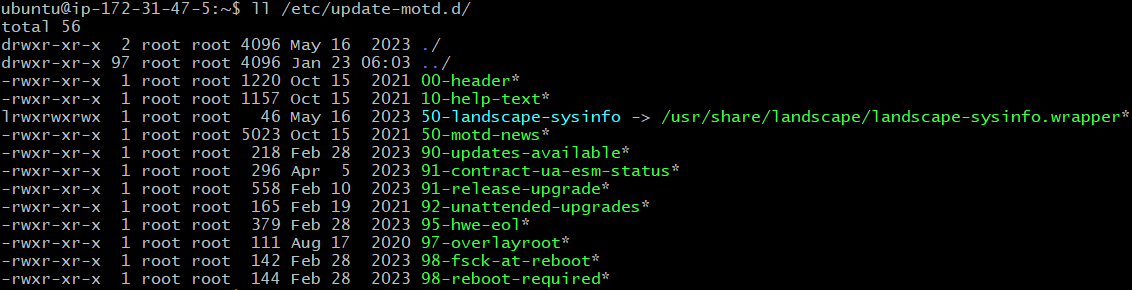 ubuntu@ip-172-31-47-5:~$ ll /etc/update-motd.d/
total 56
drwxr-xr-x  2 root root 4096 May 16  2023 ./
drwxr-xr-x 97 root root 4096 Jan 23 06:03 ../
-rwxr-xr-x  1 root root 1220 Oct 15  2021 00-header*
-rwxr-xr-x  1 root root 1157 Oct 15  2021 10-help-text*
lrwxrwxrwx  1 root root   46 May 16  2023 50-landscape-sysinfo -> /usr/share/landscape/landscape-sysinfo.wrapper*
-rwxr-xr-x  1 root root 5023 Oct 15  2021 50-motd-news*
-rwxr-xr-x  1 root root  218 Feb 28  2023 90-updates-available*
-rwxr-xr-x  1 root root  296 Apr  5  2023 91-contract-ua-esm-status*
-rwxr-xr-x  1 root root  558 Feb 10  2023 91-release-upgrade*
-rwxr-xr-x  1 root root  165 Feb 19  2021 92-unattended-upgrades*
-rwxr-xr-x  1 root root  379 Feb 28  2023 95-hwe-eol*
-rwxr-xr-x  1 root root  111 Aug 17  2020 97-overlayroot*
-rwxr-xr-x  1 root root  142 Feb 28  2023 98-fsck-at-reboot*
-rwxr-xr-x  1 root root  144 Feb 28  2023 98-reboot-required*